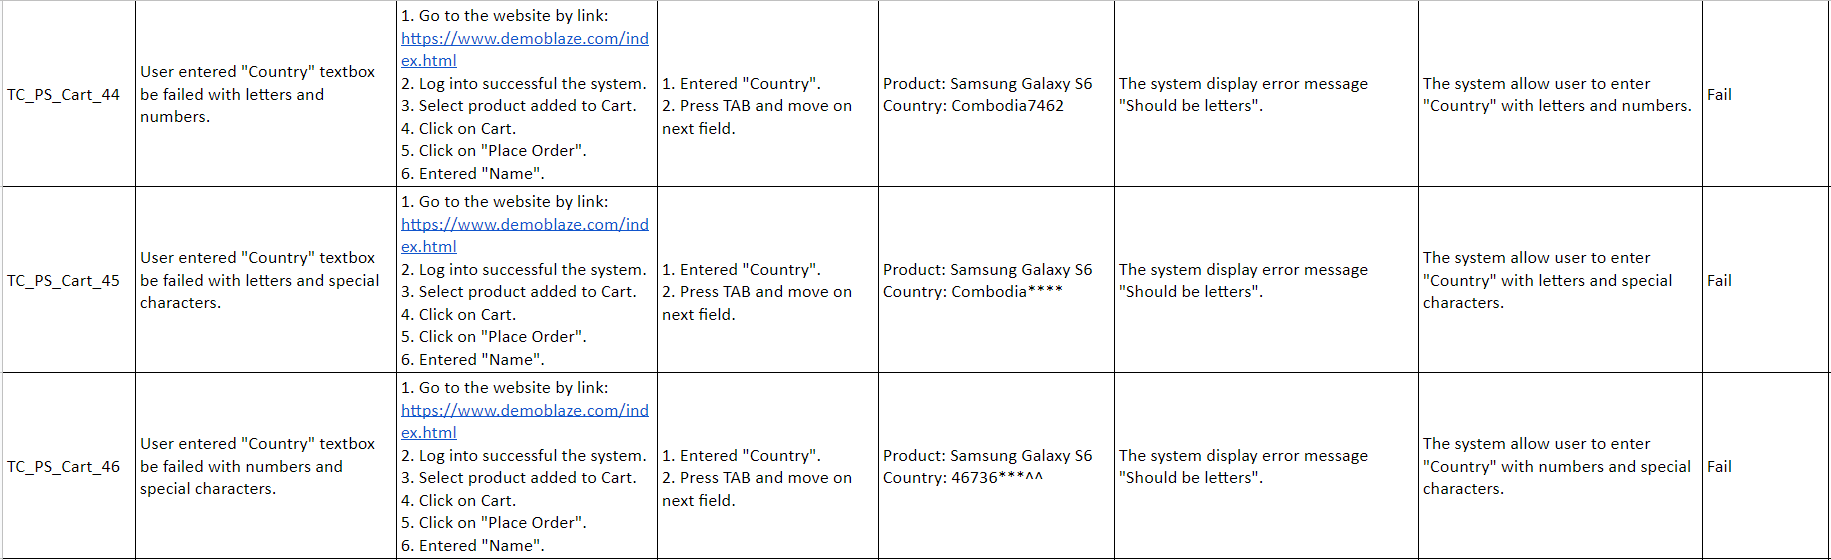 TC_PS_Cart_44
User entered "Country" textbox
be failed with letters and
numbers.
1. Go to the website by link:
https://www.demoblaze.com/ind
ex.html
2. Log into successful the system.
3. Select product added to Cart.
4. Click on Cart.
5. Click on "Place Order".
6. Entered "Name".
1. Entered "Country".
2. Press TAB and move on
next field.
Product: Samsung Galaxy S6
Country: Combodia7462
The system display error message
"Should be letters".
The system allow user to enter
"Country" with letters and numbers.
Fail
TC_PS_Cart_45
User entered "Country" textbox
be failed with letters and special
characters.
1. Go to the website by link:
https://www.demoblaze.com/ind
ex.html
2. Log into successful the system.
3. Select product added to Cart.
4. Click on Cart.
5. Click on "Place Order".
6. Entered "Name".
1. Entered "Country".
2. Press TAB and move on
next field.
Product: Samsung Galaxy S6
Country: Combodia****
The system display error message
"Should be letters".
The system allow user to enter
"Country" with letters and special
characters.
Fail
TC_PS_Cart_46
User entered "Country" textbox
be failed with numbers and
special characters.
1. Go to the website by link:
https://www.demoblaze.com/ind
ex.html
2. Log into successful the system.
3. Select product added to Cart.
4. Click on Cart.
5. Click on "Place Order".
6. Entered "Name".
1. Entered "Country".
2. Press TAB and move on
next field.
Product: Samsung Galaxy S6
Country: 46736***^^
The system display error message
"Should be letters".
The system allow user to enter
"Country" with numbers and special
characters.
Fail